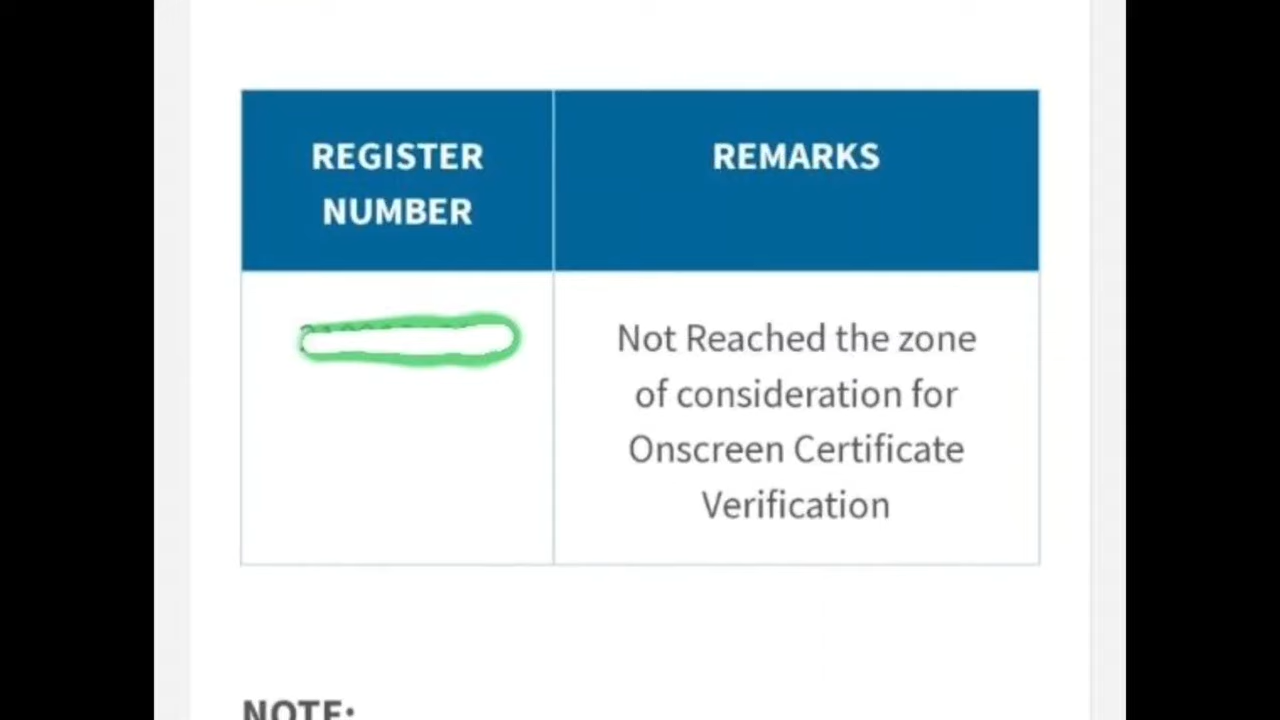 REGISTER
NUMBER
REMARKS
Not Reached the zone
of consideration for
Onscreen Certificate
Verification
NOTE: